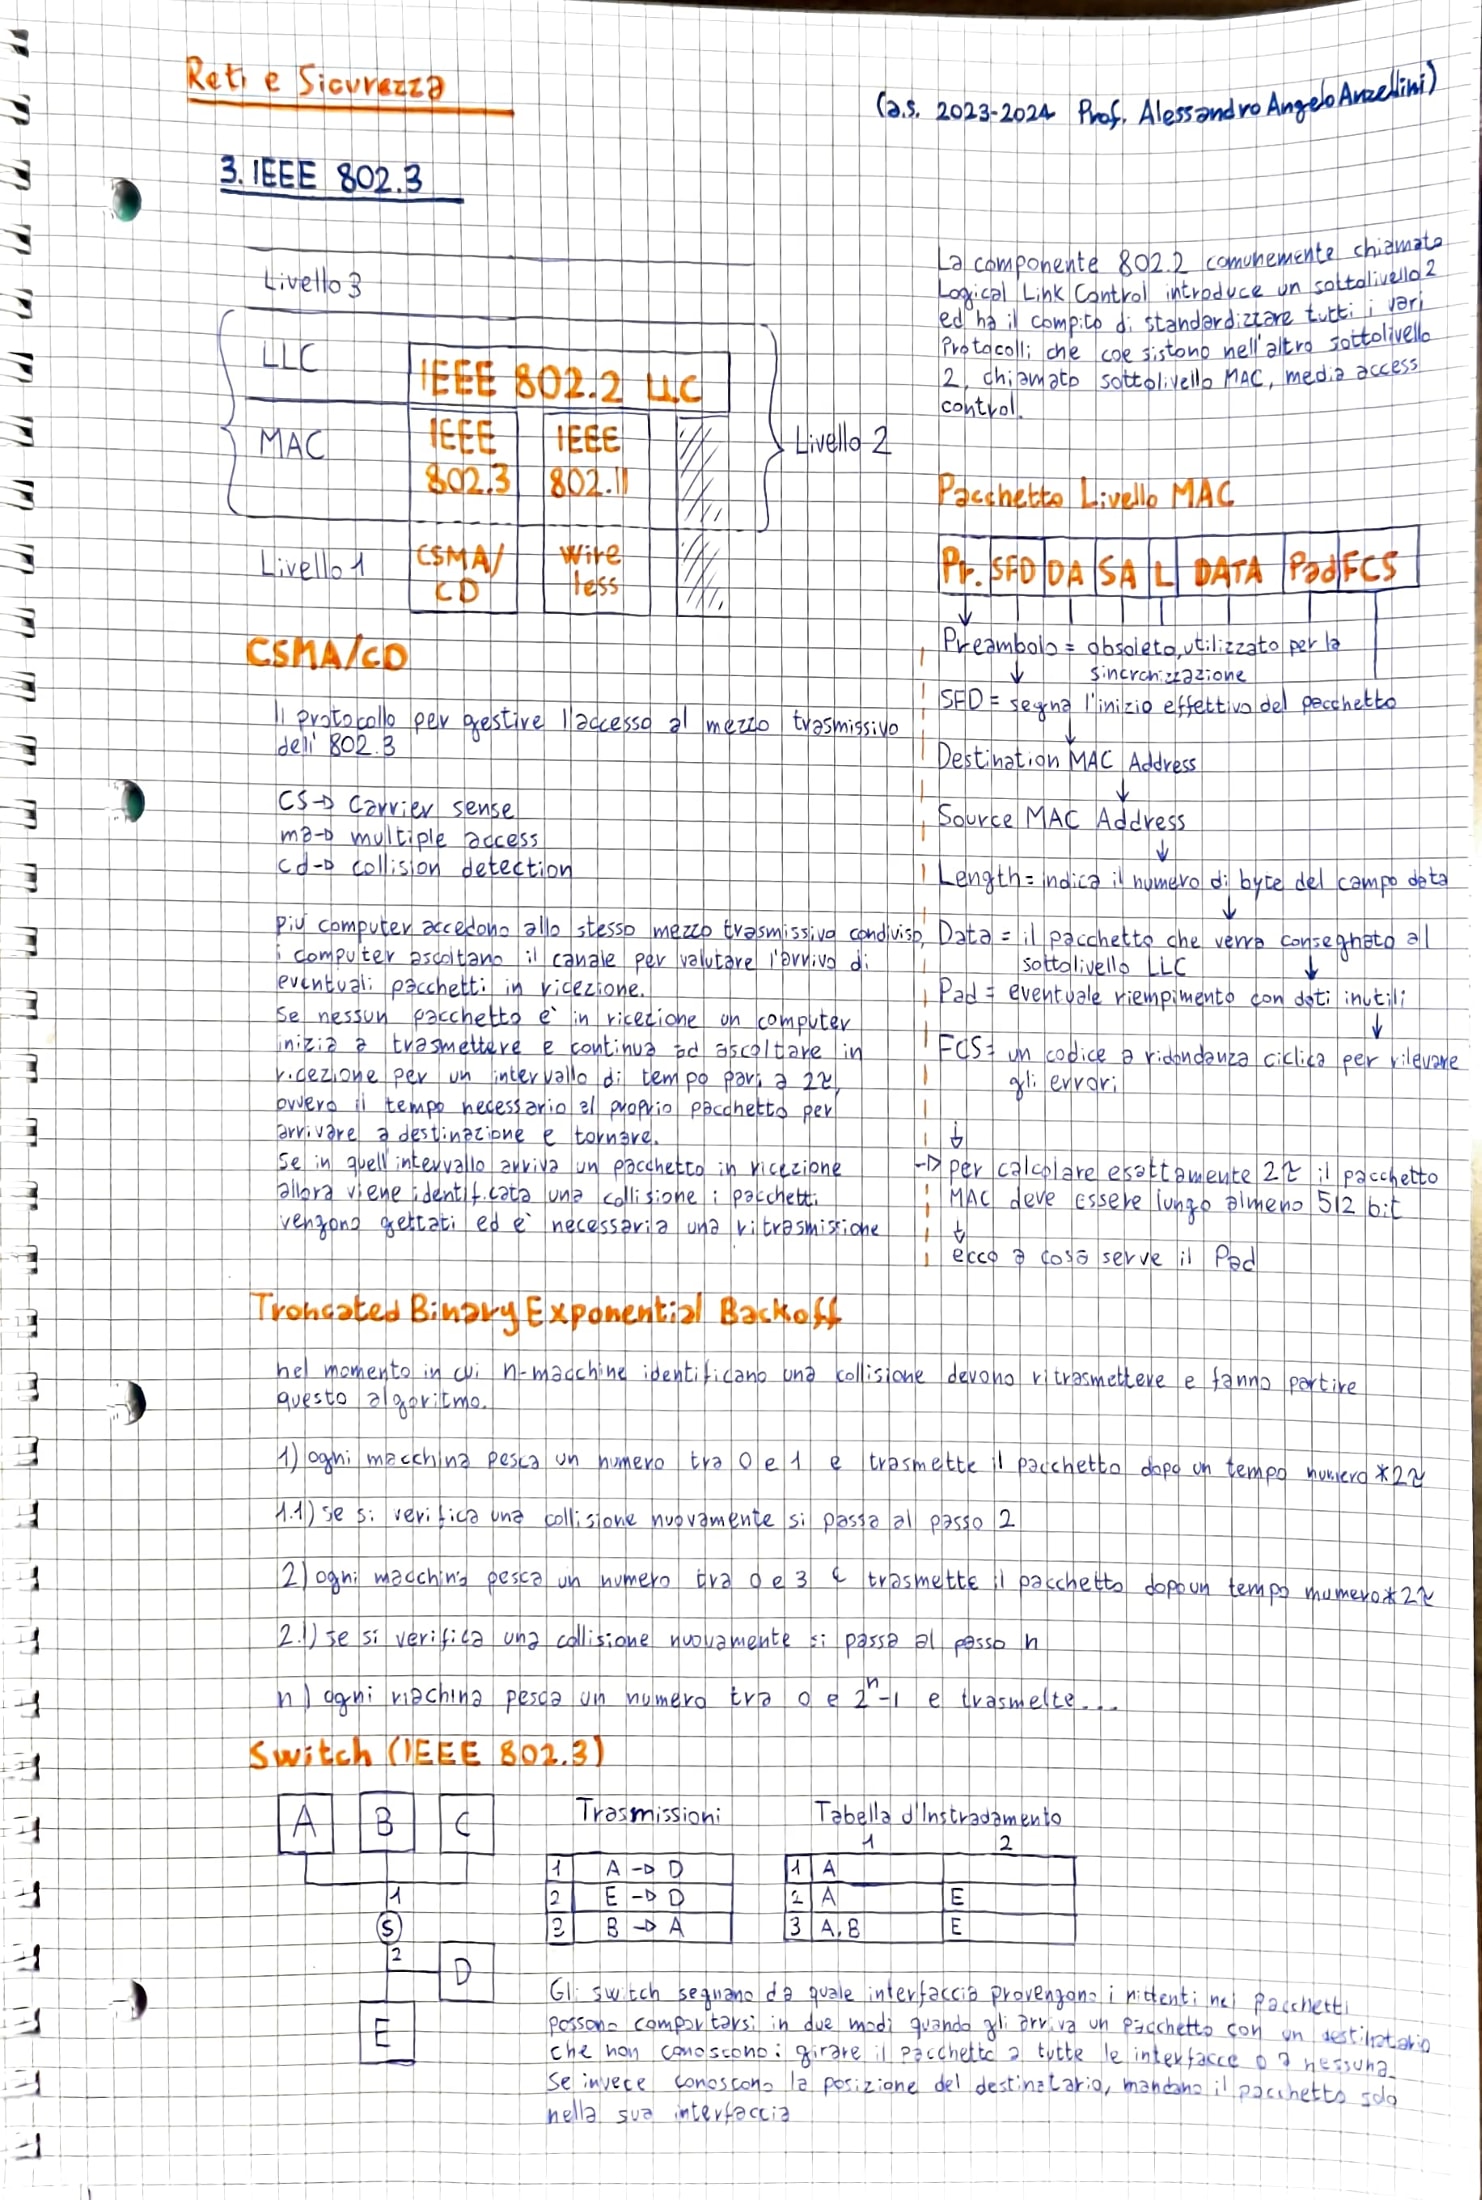 Reti e Sicurezza
(a.s. 2023-2024 Prof. Alessandro Angelo Anzellini)
3. IEEE 802.3
Livello 3
LLC
IEEE 802.2 LLC
MAC
IEEE 802.3
IEEE 802.11
Livello 2
Livello 1
CSMA/CD
wire less
La componente 802.2 comunemente chiamata
Logical Link Control introduce un sottolivello 2
ed ha il compito di standardizzare tutti i vari
Protocolli che coesistono nell'altro sottolivello
2, chiamato sottolivello MAC, media access
control.
Pacchetto Livello MAC
Pr. SFD DA SA L DATA Pad FCS
Preambolo = obsoleto, utilizzato per la
sincronizzazione
SFD = segna l'inizio effettivo del pacchetto
Destination MAC Address
Source MAC Address
Length = indica il numero di byte del campo data
Data = il pacchetto che verra consegnato al
sottolivello LLC
Pad = eventuale riempimento con dati inutili
FCS = un codice a ridondanza ciclica per rilevare
gli errori
per calcolare esattamente 2τ il pacchetto
MAC deve essere lungo almeno 512 bit
ecco a cosa serve il Pad
CSMA/CD
Il protocollo per gestire l'accesso al mezzo trasmissivo
dell'802.3
CS→ Carrier sense
ma→ multiple access
cd→ collision detection
più computer accedono allo stesso mezzo trasmissivo condiviso,
i computer ascoltano il canale per valutare l'arrivo di
eventuali pacchetti in ricezione.
Se nessun pacchetto è in ricezione un computer
inizia a trasmettere e continua ad ascoltare in
ricezione per un intervallo di tempo pari a 2τ,
ovvero il tempo necessario al proprio pacchetto per
arrivare a destinazione e tornare.
Se in quell'intervallo arriva un pacchetto in ricezione
allora viene identificata una collisione i pacchetti
vengono gettati ed è necessaria una ritrasmissione
Troncated Binary Exponential Backoff
nel momento in cui n-macchine identificano una collisione devono ritrasmettere e fanno partire
questo algoritmo.
1) ogni macchina pesca un numero tra 0 e 1 e trasmette il pacchetto dopo un tempo numero*2τ
1.1) se si verifica una collisione nuovamente si passa al passo 2
2) ogni macchina pesca un numero tra 0 e 3 e trasmette il pacchetto dopo un tempo numero*2τ
2.1) se si verifica una collisione nuovamente si passa al passo n
n) ogni machina pesca un numero tra 0 e 2ⁿ-1 e trasmette...
Switch (IEEE 802.3)
A B C
1
S
2
D
E
Trasmissioni
1 A → D
2 E → D
3 B → A
Tabella d'Instradamento
1 2
1 A
2 A E
3 A,B E
Gli switch segnano da quale interfaccia provengono i mittenti nei pacchetti
possono comportarsi in due modi quando gli arriva un pacchetto con un destinatario
che non conoscono: girare il pacchetto a tutte le interfacce o a nessuna.
Se invece conoscono la posizione del destinatario, mandano il pacchetto solo
nella sua interfaccia